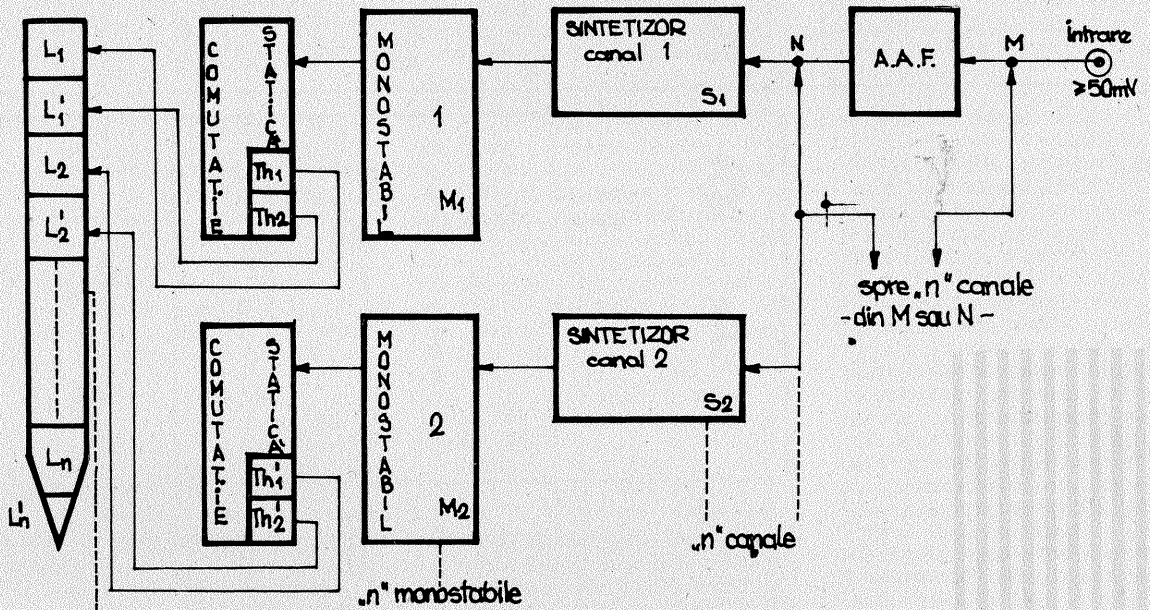 L1
L'1
L2
L'2
Ln
L'n
COMUTAȚIE
STATICĂ
Th1
Th2
MONOSTABIL
1
M1
SINTETIZOR
canal 1
S1
N
A.A.F.
M
intrare
≥50mV
spre „n" canale
-din M sau N-
COMUTAȚIE
STATICĂ
Th'1
Th'2
MONOSTABIL
2
M2
SINTETIZOR
canal 2
S2
„n" canale
„n" monostabile